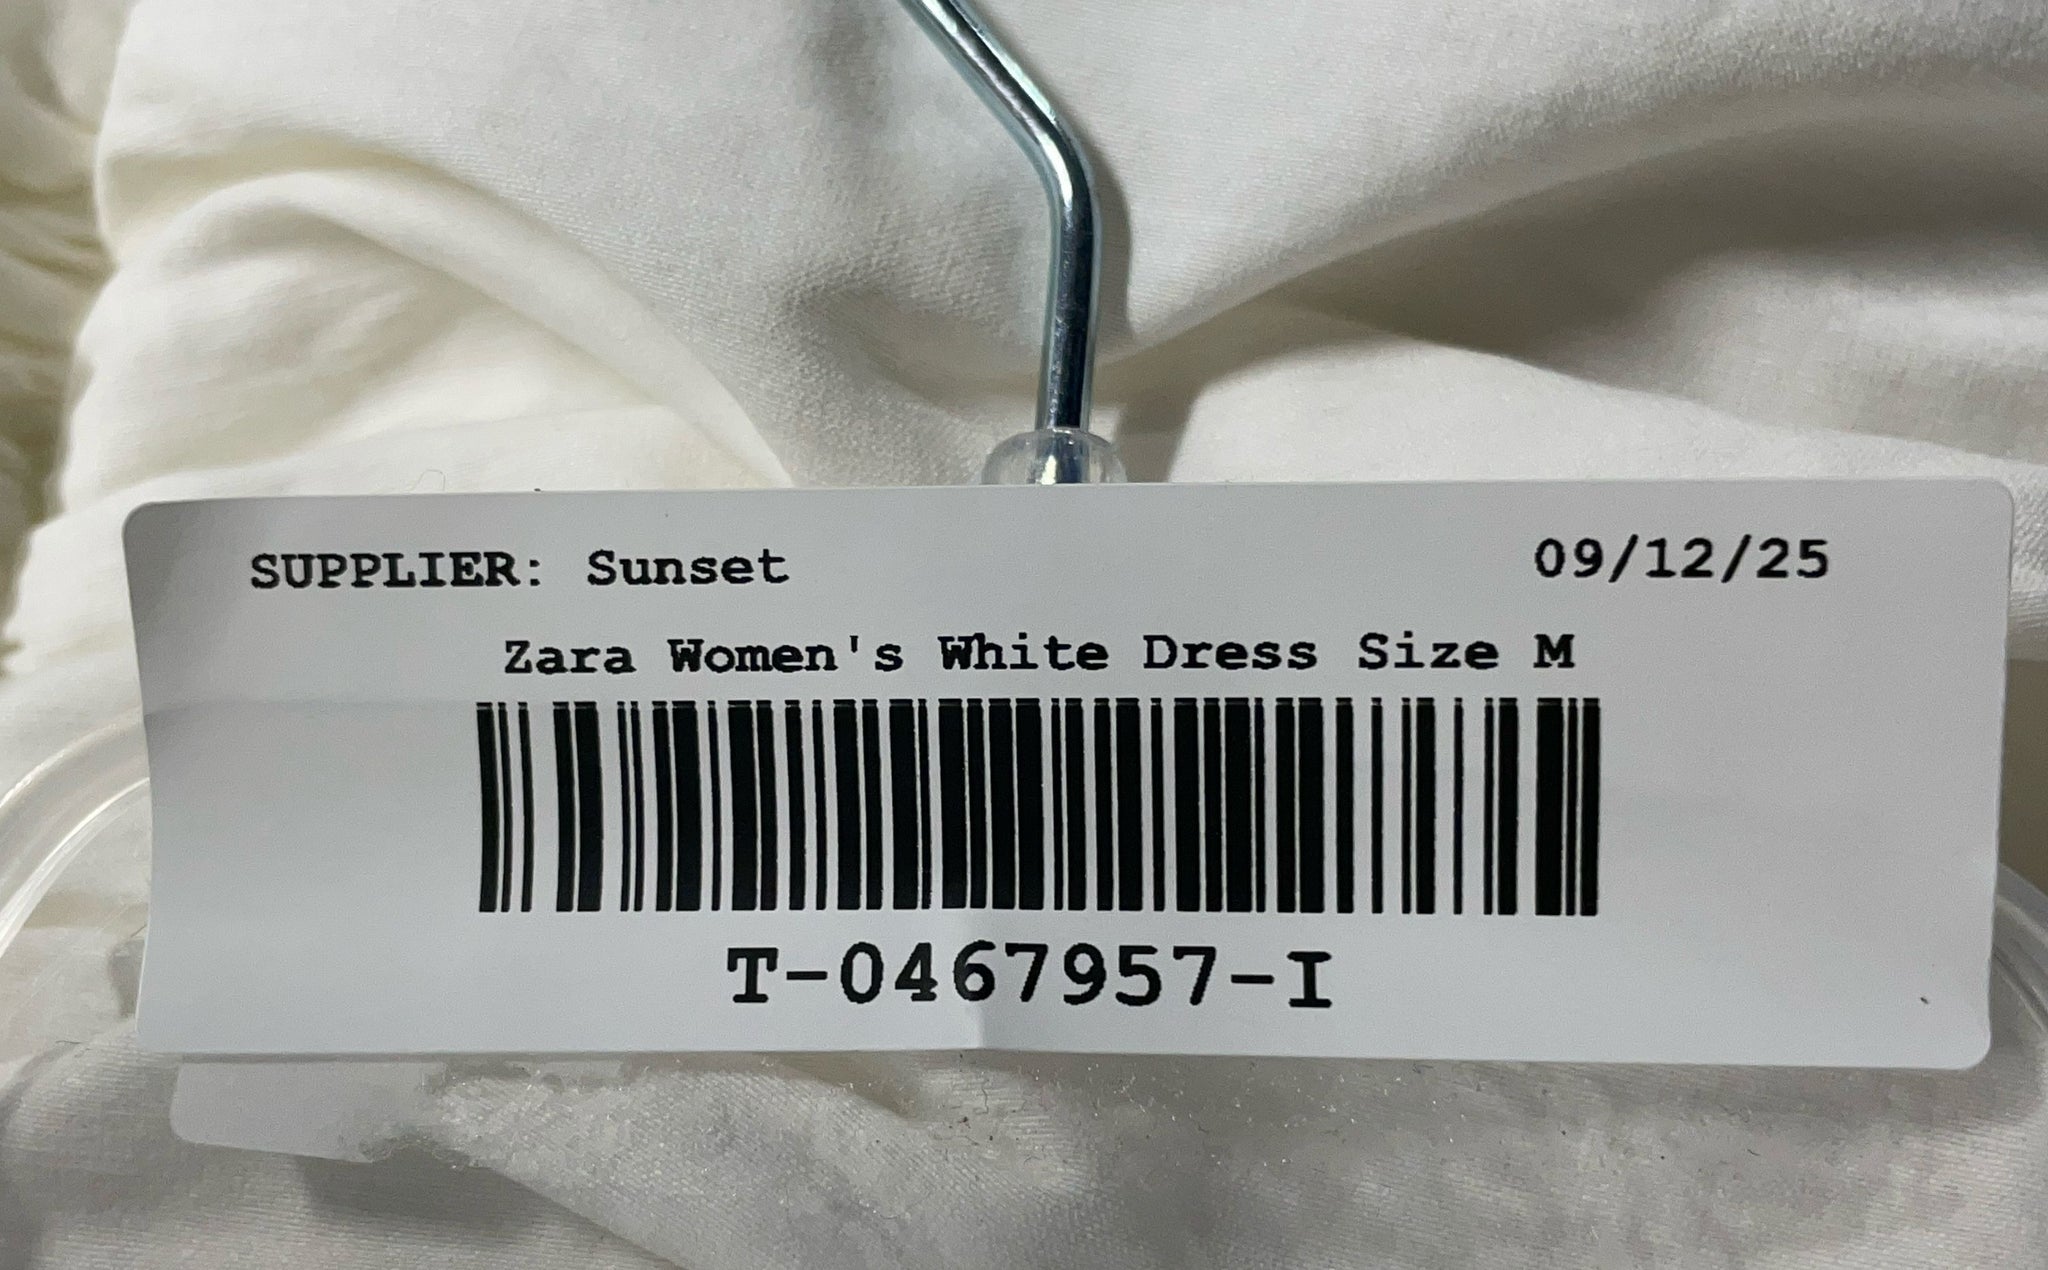 SUPPLIER: Sunset 09/12/25
Zara Women's White Dress Size M
T-0467957-I